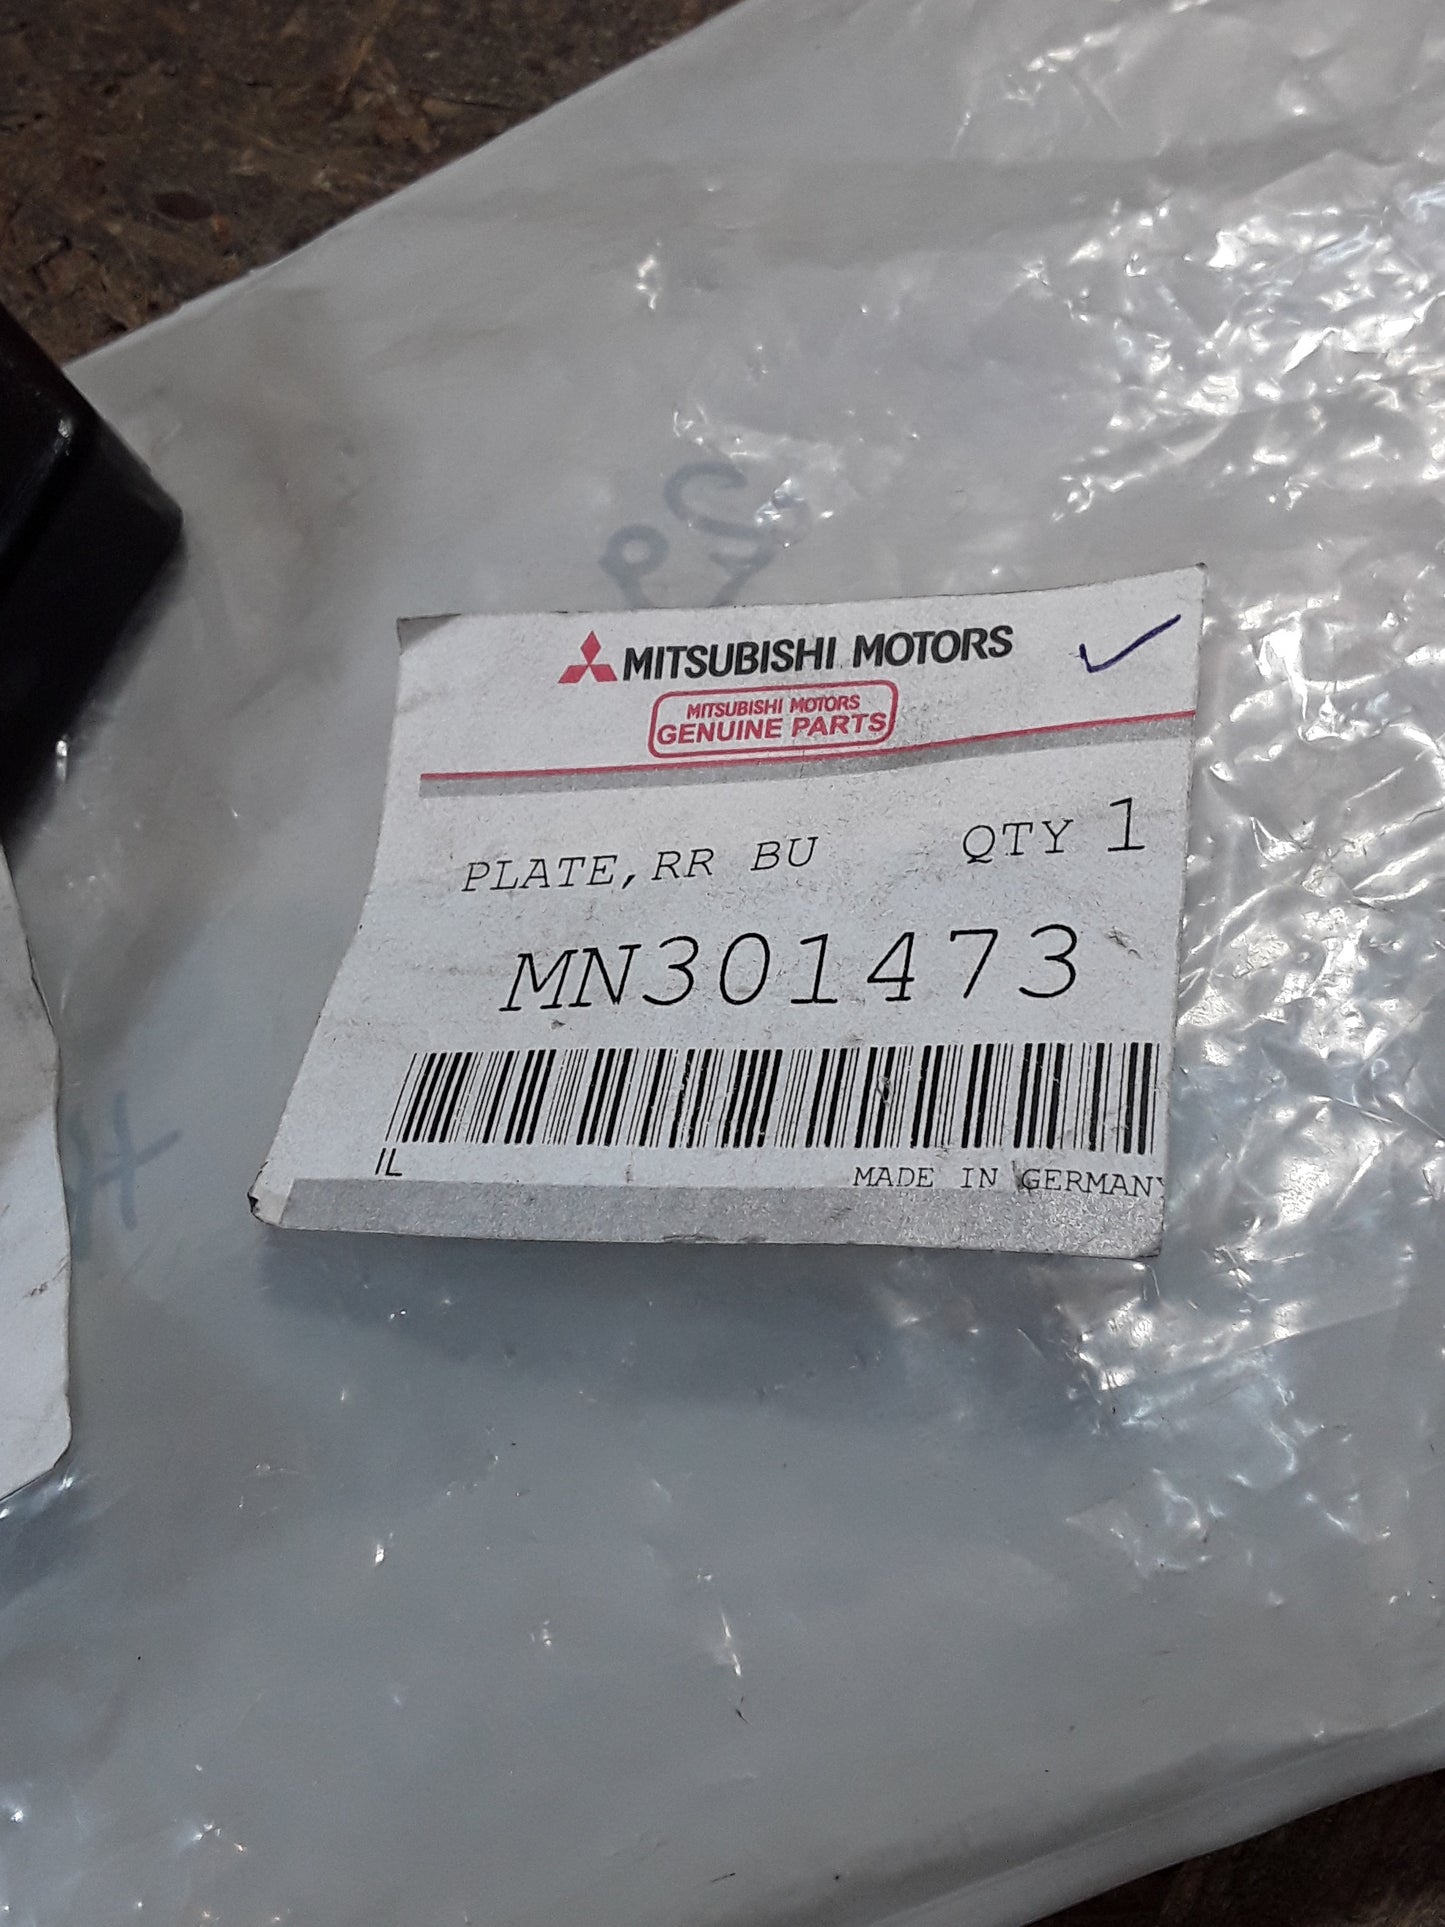 MITSUBISHI MOTORS
MITSUBISHI MOTORS
GENUINE PARTS
PLATE,RR BU QTY 1
MN301473
IL
MADE IN GERMANY